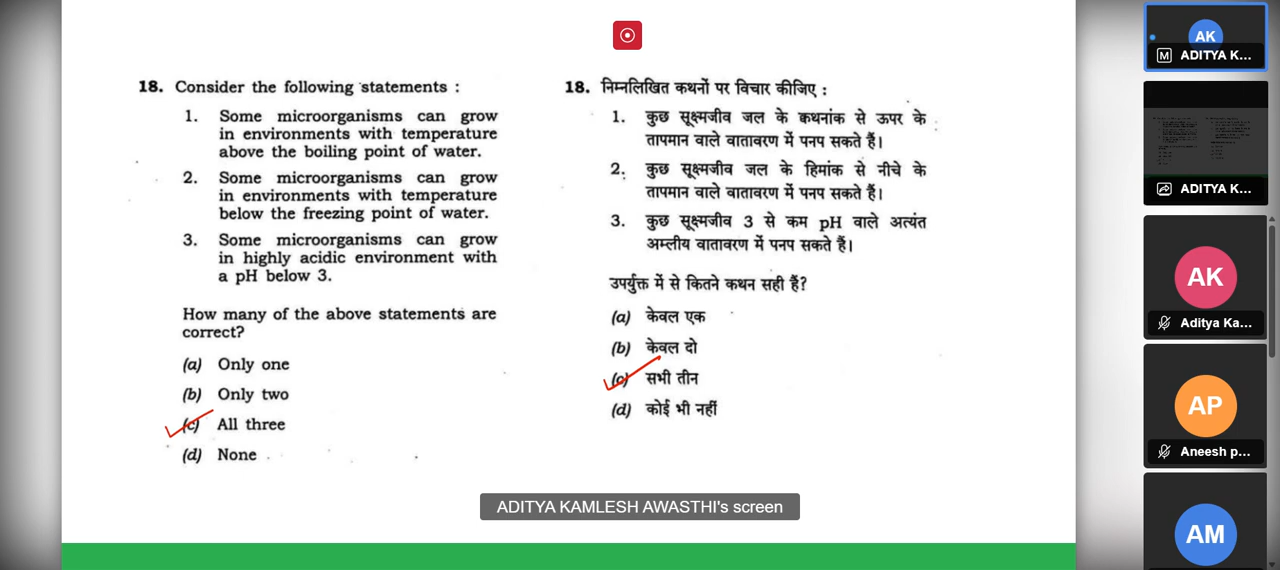 18. Consider the following statements :
1. Some microorganisms can grow
in environments with temperature
above the boiling point of water.
2. Some microorganisms can grow
in environments with temperature
below the freezing point of water.
3. Some microorganisms can grow
in highly acidic environment with
a pH below 3.
How many of the above statements are
correct?
(a) Only one
(b) Only two
(c) All three
(d) None
18. निम्नलिखित कथनों पर विचार कीजिए :
1. कुछ सूक्ष्मजीव जल के क्वथनांक से ऊपर के
तापमान वाले वातावरण में पनप सकते हैं।
2. कुछ सूक्ष्मजीव जल के हिमांक से नीचे के
तापमान वाले वातावरण में पनप सकते हैं।
3. कुछ सूक्ष्मजीव 3 से कम pH वाले अत्यंत
अम्लीय वातावरण में पनप सकते हैं।
उपर्युक्त में से कितने कथन सही हैं?
(a) केवल एक
(b) केवल दो
(c) सभी तीन
(d) कोई भी नहीं
ADITYA KAMLESH AWASTHI's screen
AK
M ADITYA K...
ADITYA K...
AK
Aditya Ka...
AP
Aneesh p...
AM